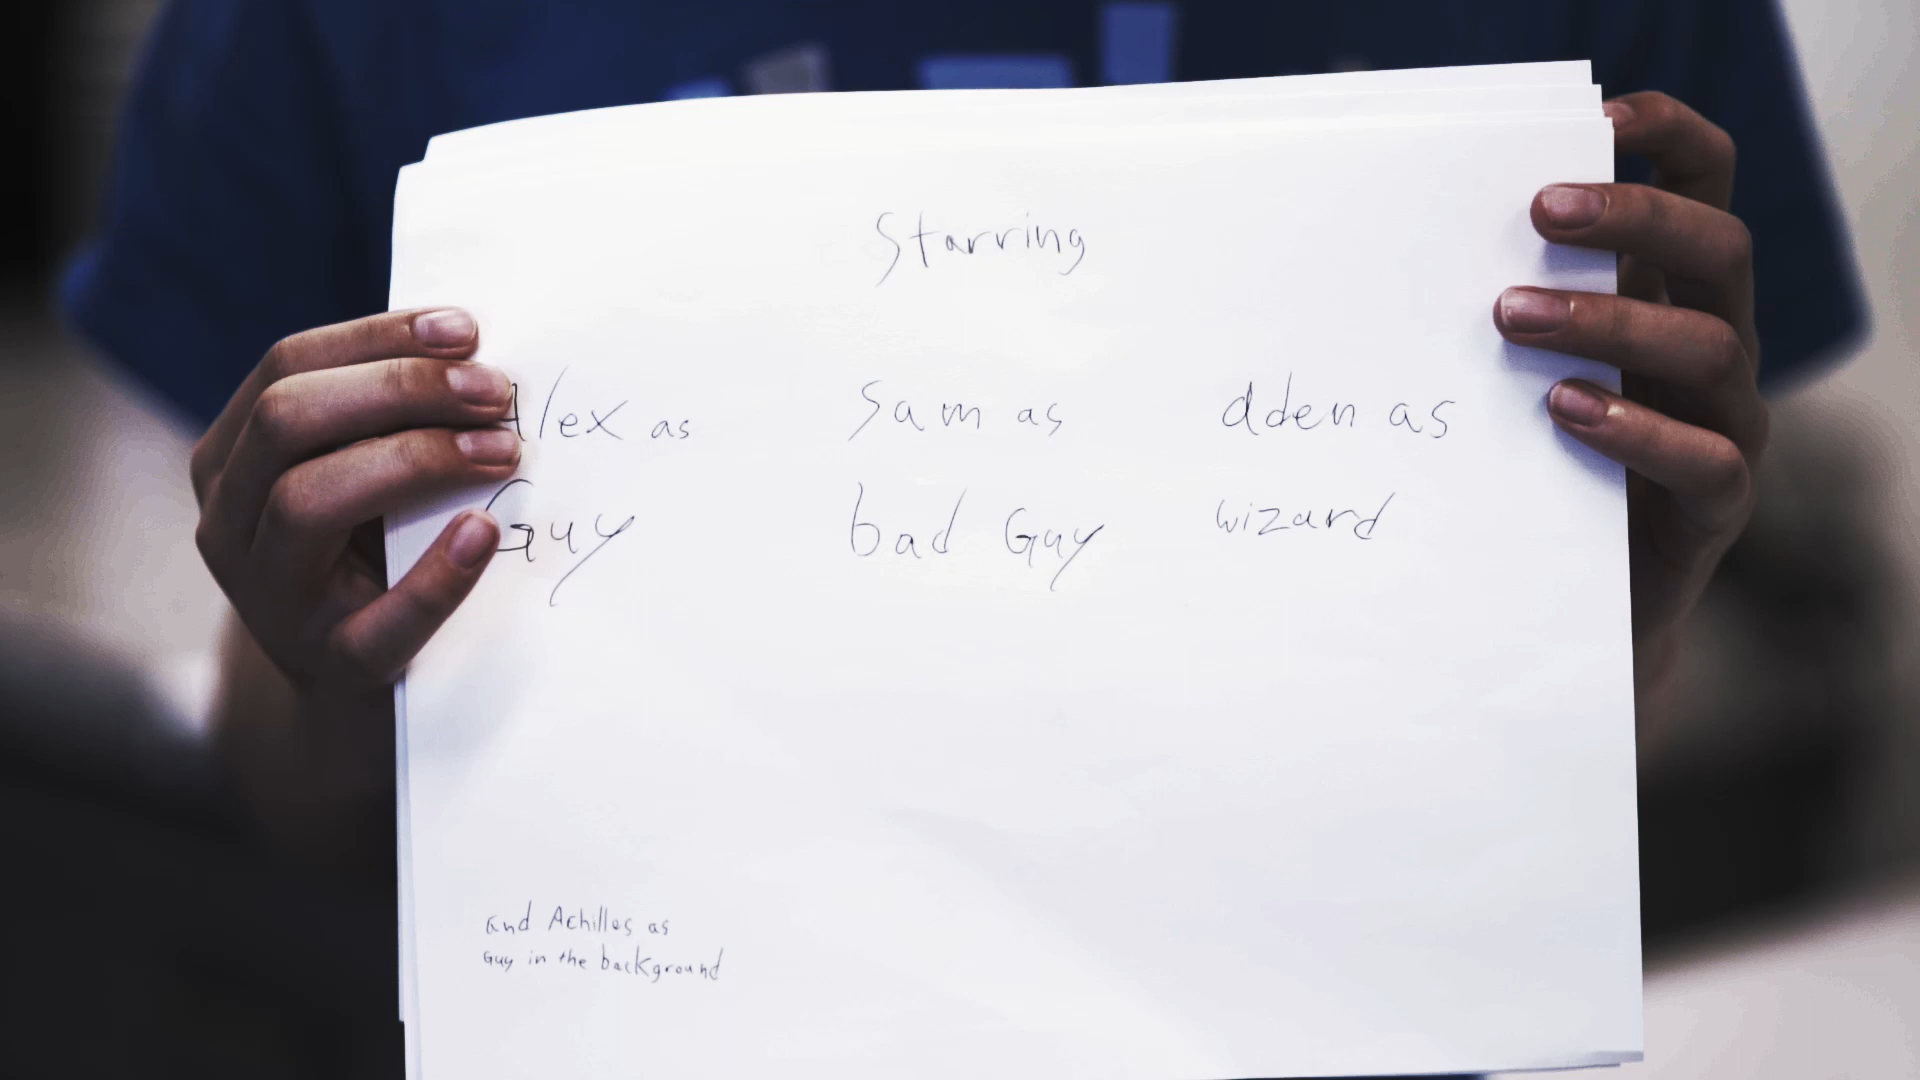 Starring
Alex as
Guy
Sam as
bad Guy
dden as
wizard
and Achilles as
Guy in the background